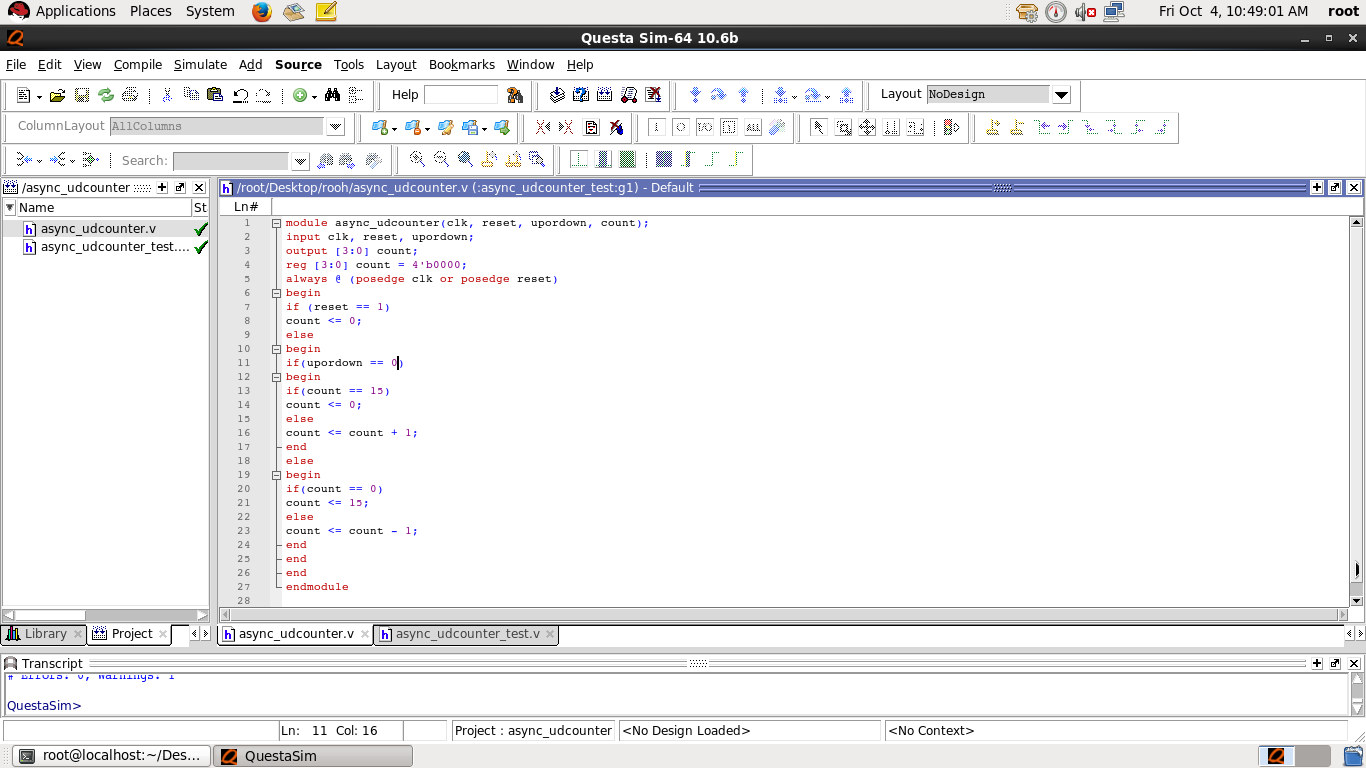 Applications Places System Fri Oct 4, 10:49:01 AM root
Questa Sim-64 10.6b
File Edit View Compile Simulate Add Source Tools Layout Bookmarks Window Help
Help Layout NoDesign
ColumnLayout AllColumns
Search:
/async_udcounter
/root/Desktop/rooh/async_udcounter.v (:async_udcounter_test:g1) - Default
Name St
Ln#
async_udcounter.v
async_udcounter_test....
1 module async_udcounter(clk, reset, upordown, count);
2 input clk, reset, upordown;
3 output [3:0] count;
4 reg [3:0] count = 4'b0000;
5 always @ (posedge clk or posedge reset)
6 begin
7 if (reset == 1)
8 count <= 0;
9 else
10 begin
11 if(upordown == 0)
12 begin
13 if(count == 15)
14 count <= 0;
15 else
16 count <= count + 1;
17 end
18 else
19 begin
20 if(count == 0)
21 count <= 15;
22 else
23 count <= count - 1;
24 end
25 end
26 end
27 endmodule
28
Library Project
async_udcounter.v async_udcounter_test.v
Transcript
# Errors: 0, Warnings: 1
QuestaSim>
Ln: 11 Col: 16 Project : async_udcounter <No Design Loaded> <No Context>
root@localhost:~/Des... QuestaSim